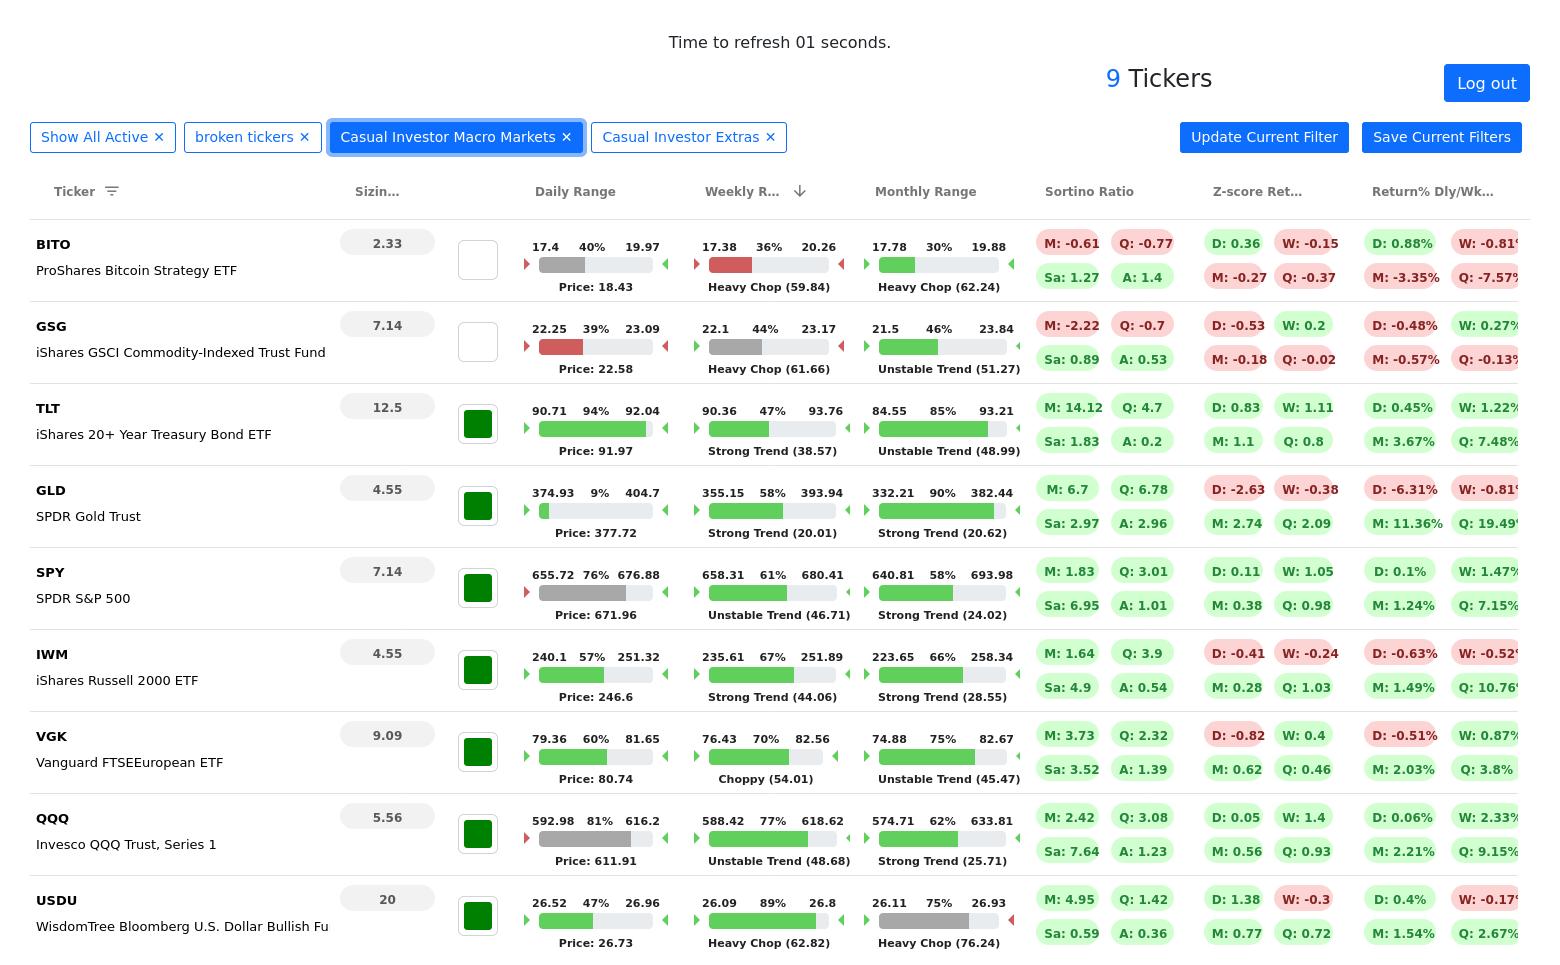 Time to refresh 01 seconds.
9 Tickers
Log out
Show All Active ✕ broken tickers ✕ Casual Investor Macro Markets ✕ Casual Investor Extras ✕ Update Current Filter Save Current Filters
Ticker Sizin... Daily Range Weekly R... Monthly Range Sortino Ratio Z-score Ret... Return% Dly/Wk...
BITO 2.33 17.4 40% 19.97 17.38 36% 20.26 17.78 30% 19.88 M: -0.61 Q: -0.77 D: 0.36 W: -0.15 D: 0.88% W: -0.81%
ProShares Bitcoin Strategy ETF Price: 18.43 Heavy Chop (59.84) Heavy Chop (62.24) Sa: 1.27 A: 1.4 M: -0.27 Q: -0.37 M: -3.35% Q: -7.57%
GSG 7.14 22.25 39% 23.09 22.1 44% 23.17 21.5 46% 23.84 M: -2.22 Q: -0.7 D: -0.53 W: 0.2 D: -0.48% W: 0.27%
iShares GSCI Commodity-Indexed Trust Fund Price: 22.58 Heavy Chop (61.66) Unstable Trend (51.27) Sa: 0.89 A: 0.53 M: -0.18 Q: -0.02 M: -0.57% Q: -0.13%
TLT 12.5 90.71 94% 92.04 90.36 47% 93.76 84.55 85% 93.21 M: 14.12 Q: 4.7 D: 0.83 W: 1.11 D: 0.45% W: 1.22%
iShares 20+ Year Treasury Bond ETF Price: 91.97 Strong Trend (38.57) Unstable Trend (48.99) Sa: 1.83 A: 0.2 M: 1.1 Q: 0.8 M: 3.67% Q: 7.48%
GLD 4.55 374.93 9% 404.7 355.15 58% 393.94 332.21 90% 382.44 M: 6.7 Q: 6.78 D: -2.63 W: -0.38 D: -6.31% W: -0.81%
SPDR Gold Trust Price: 377.72 Strong Trend (20.01) Strong Trend (20.62) Sa: 2.97 A: 2.96 M: 2.74 Q: 2.09 M: 11.36% Q: 19.49%
SPY 7.14 655.72 76% 676.88 658.31 61% 680.41 640.81 58% 693.98 M: 1.83 Q: 3.01 D: 0.11 W: 1.05 D: 0.1% W: 1.47%
SPDR S&P 500 Price: 671.96 Unstable Trend (46.71) Strong Trend (24.02) Sa: 6.95 A: 1.01 M: 0.38 Q: 0.98 M: 1.24% Q: 7.15%
IWM 4.55 240.1 57% 251.32 235.61 67% 251.89 223.65 66% 258.34 M: 1.64 Q: 3.9 D: -0.41 W: -0.24 D: -0.63% W: -0.52%
iShares Russell 2000 ETF Price: 246.6 Strong Trend (44.06) Strong Trend (28.55) Sa: 4.9 A: 0.54 M: 0.28 Q: 1.03 M: 1.49% Q: 10.76%
VGK 9.09 79.36 60% 81.65 76.43 70% 82.56 74.88 75% 82.67 M: 3.73 Q: 2.32 D: -0.82 W: 0.4 D: -0.51% W: 0.87%
Vanguard FTSEEuropean ETF Price: 80.74 Choppy (54.01) Unstable Trend (45.47) Sa: 3.52 A: 1.39 M: 0.62 Q: 0.46 M: 2.03% Q: 3.8%
QQQ 5.56 592.98 81% 616.2 588.42 77% 618.62 574.71 62% 633.81 M: 2.42 Q: 3.08 D: 0.05 W: 1.4 D: 0.06% W: 2.33%
Invesco QQQ Trust, Series 1 Price: 611.91 Unstable Trend (48.68) Strong Trend (25.71) Sa: 7.64 A: 1.23 M: 0.56 Q: 0.93 M: 2.21% Q: 9.15%
USDU 20 26.52 47% 26.96 26.09 89% 26.8 26.11 75% 26.93 M: 4.95 Q: 1.42 D: 1.38 W: -0.3 D: 0.4% W: -0.17%
WisdomTree Bloomberg U.S. Dollar Bullish Fu Price: 26.73 Heavy Chop (62.82) Heavy Chop (76.24) Sa: 0.59 A: 0.36 M: 0.77 Q: 0.72 M: 1.54% Q: 2.67%